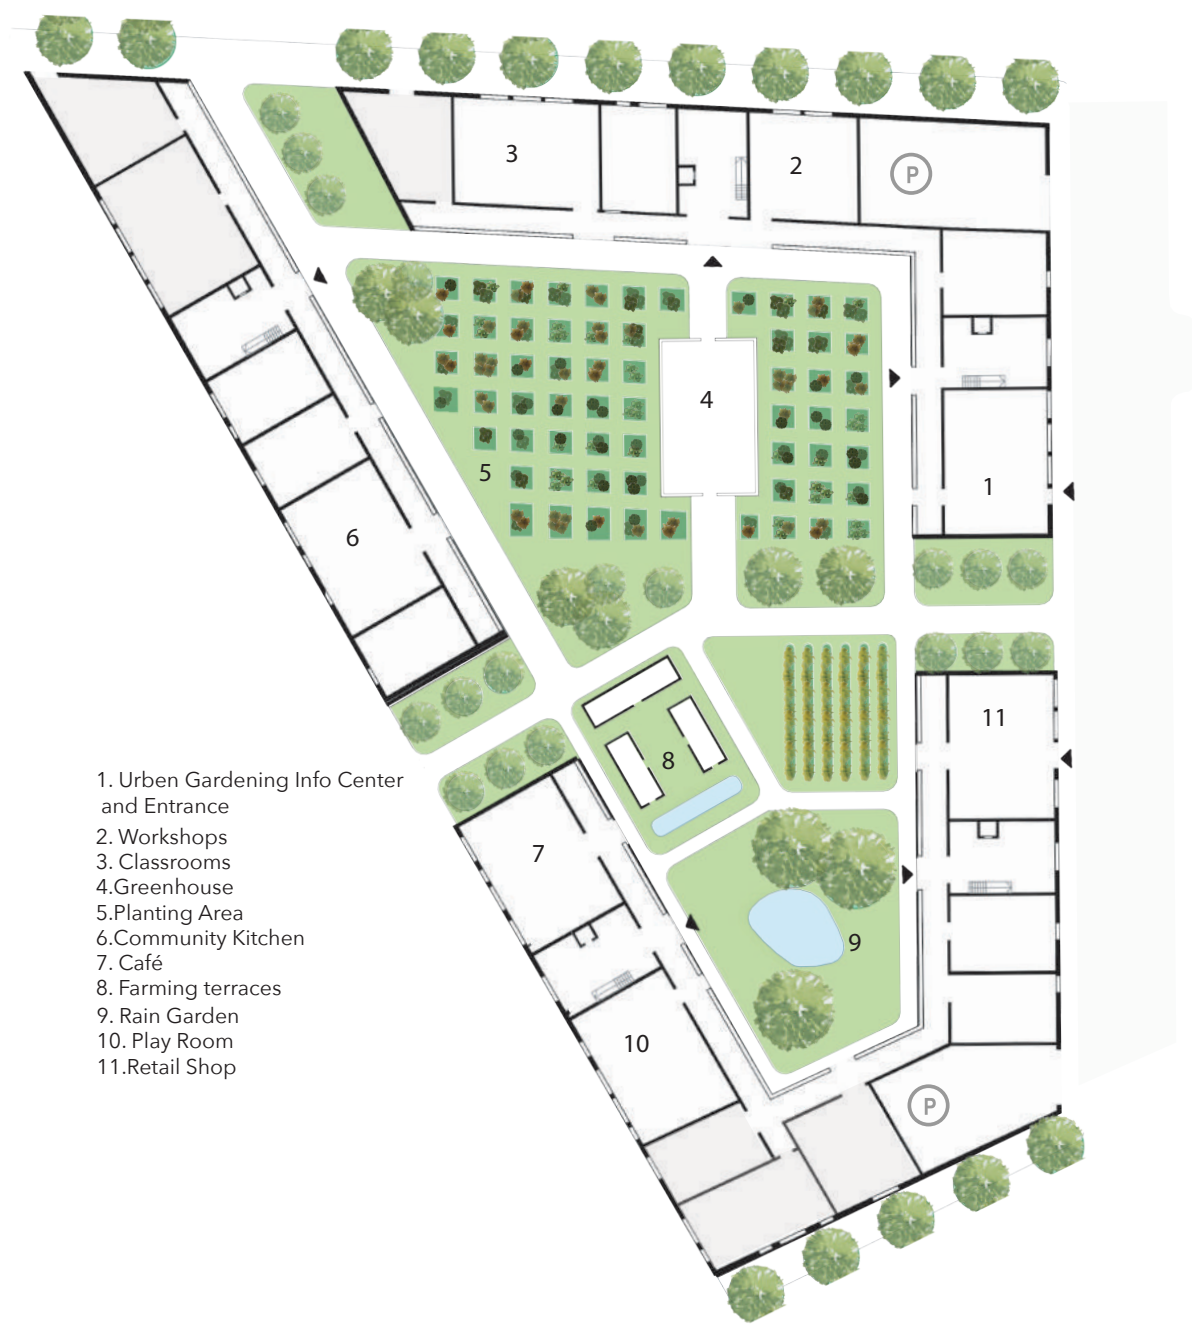 3
2
P
4
1
5
6
11
8
7
9
10
P
1. Urben Gardening Info Center
and Entrance
2. Workshops
3. Classrooms
4.Greenhouse
5.Planting Area
6.Community Kitchen
7. Café
8. Farming terraces
9. Rain Garden
10. Play Room
11.Retail Shop